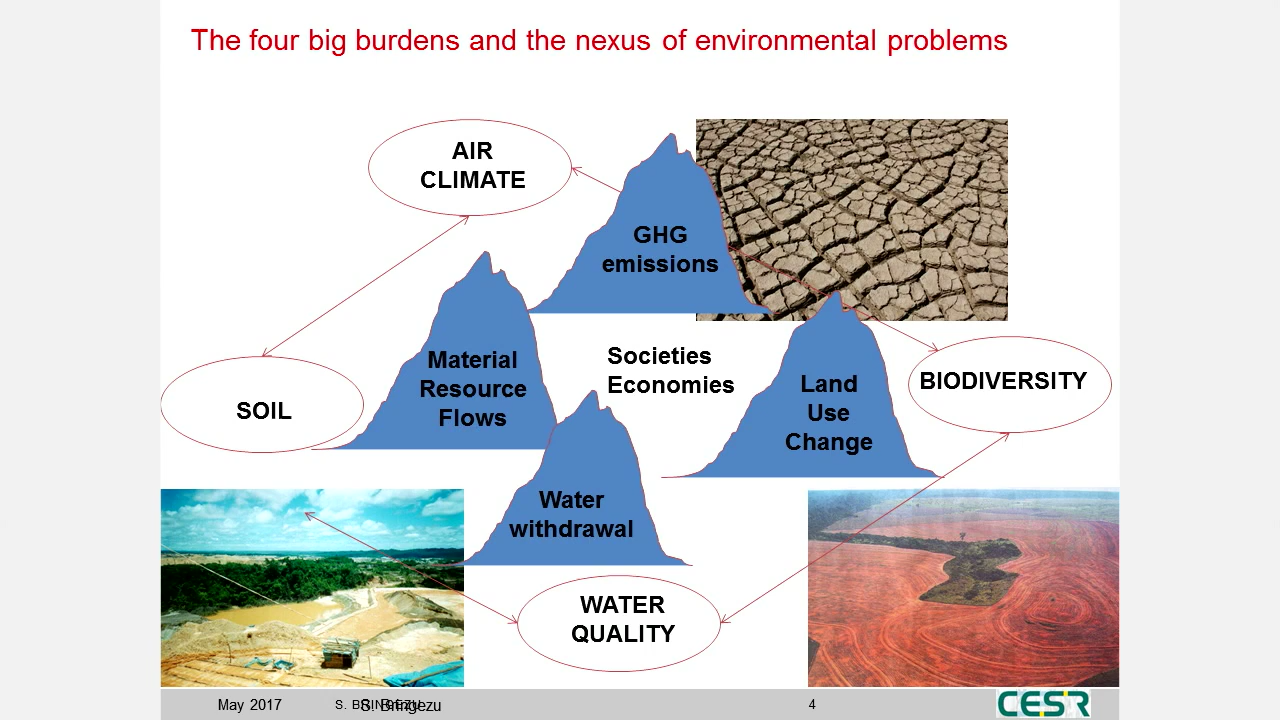 The four big burdens and the nexus of environmental problems
AIR
CLIMATE
GHG
emissions
Material
Resource
Flows
Societies
Economies
Land
Use
Change
BIODIVERSITY
SOIL
Water
withdrawal
WATER
QUALITY
May 2017
S. BRINGEZU
S. Bringezu
4
CESR